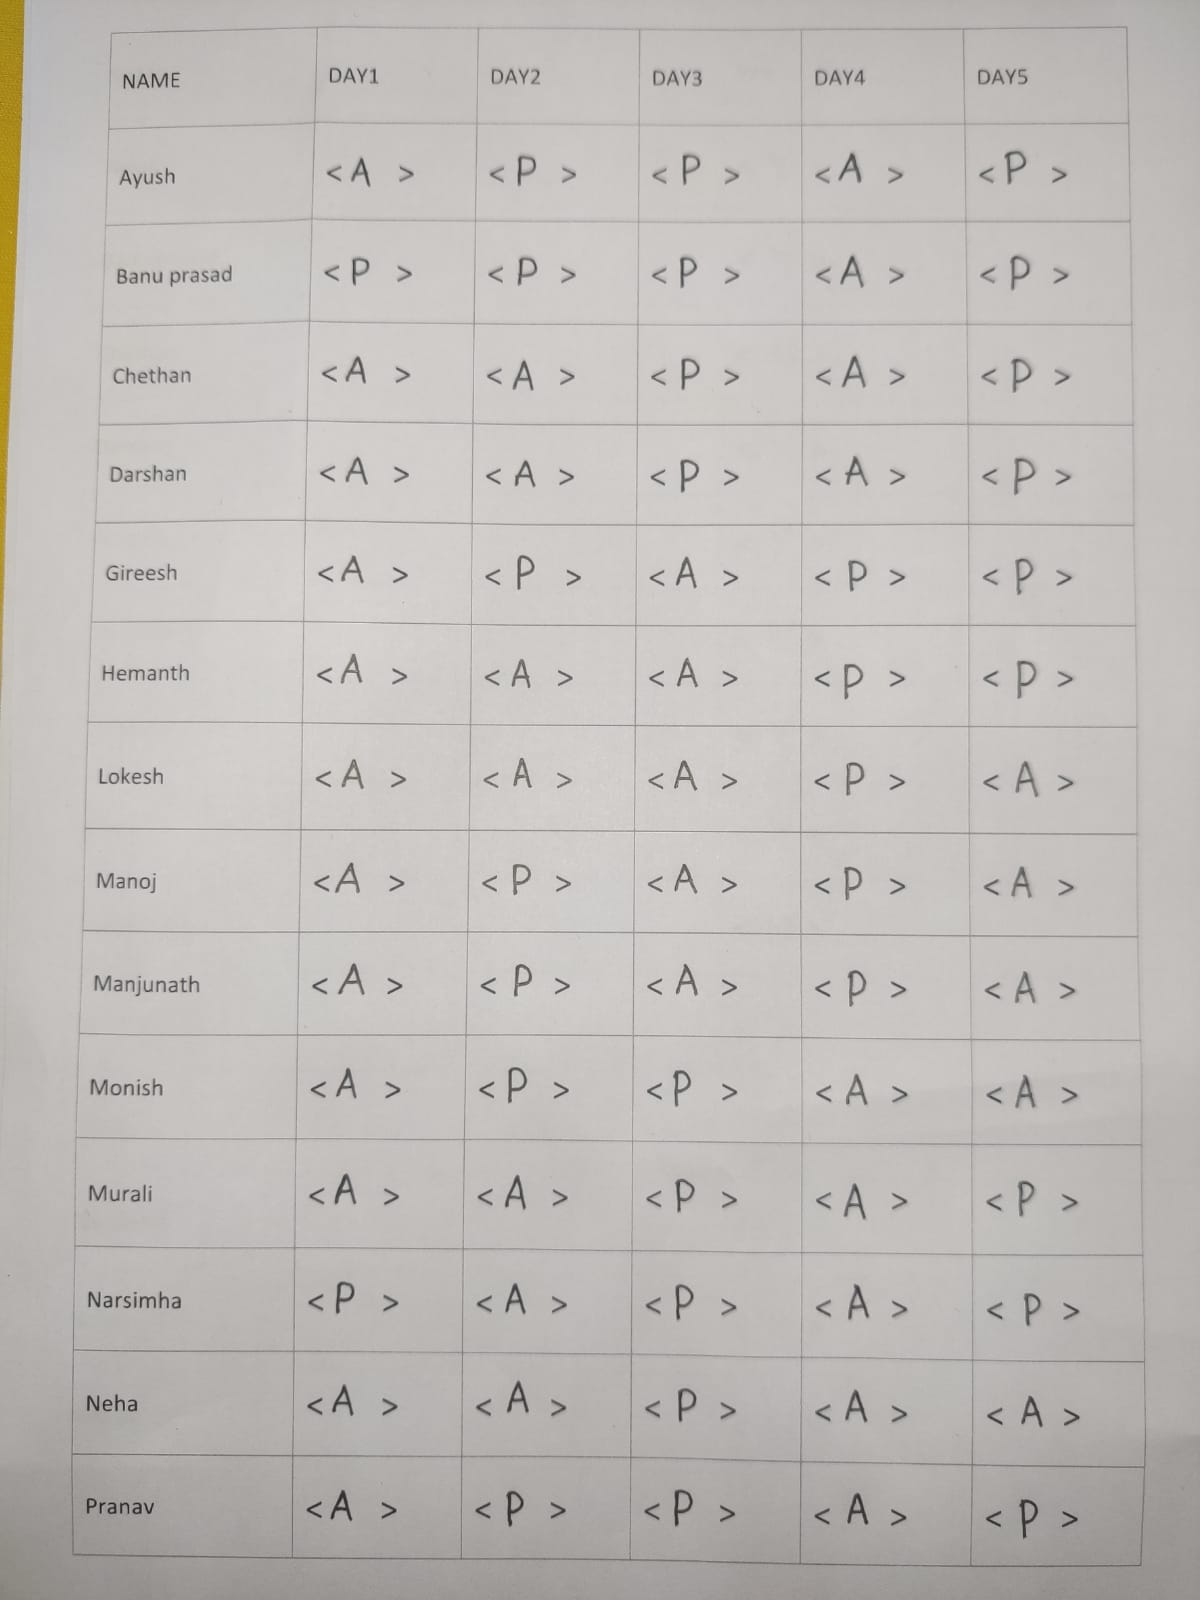 NAME DAY1 DAY2 DAY3 DAY4 DAY5
Ayush < A > < P > < P > < A > < P >
Banu prasad < P > < P > < P > < A > < P >
Chethan < A > < A > < P > < A > < P >
Darshan < A > < A > < P > < A > < P >
Gireesh < A > < P > < A > < P > < P >
Hemanth < A > < A > < A > < P > < P >
Lokesh < A > < A > < A > < P > < A >
Manoj < A > < P > < A > < P > < A >
Manjunath < A > < P > < A > < P > < A >
Monish < A > < P > < P > < A > < A >
Murali < A > < A > < P > < A > < P >
Narsimha < P > < A > < P > < A > < P >
Neha < A > < A > < P > < A > < A >
Pranav < A > < P > < P > < A > < P >